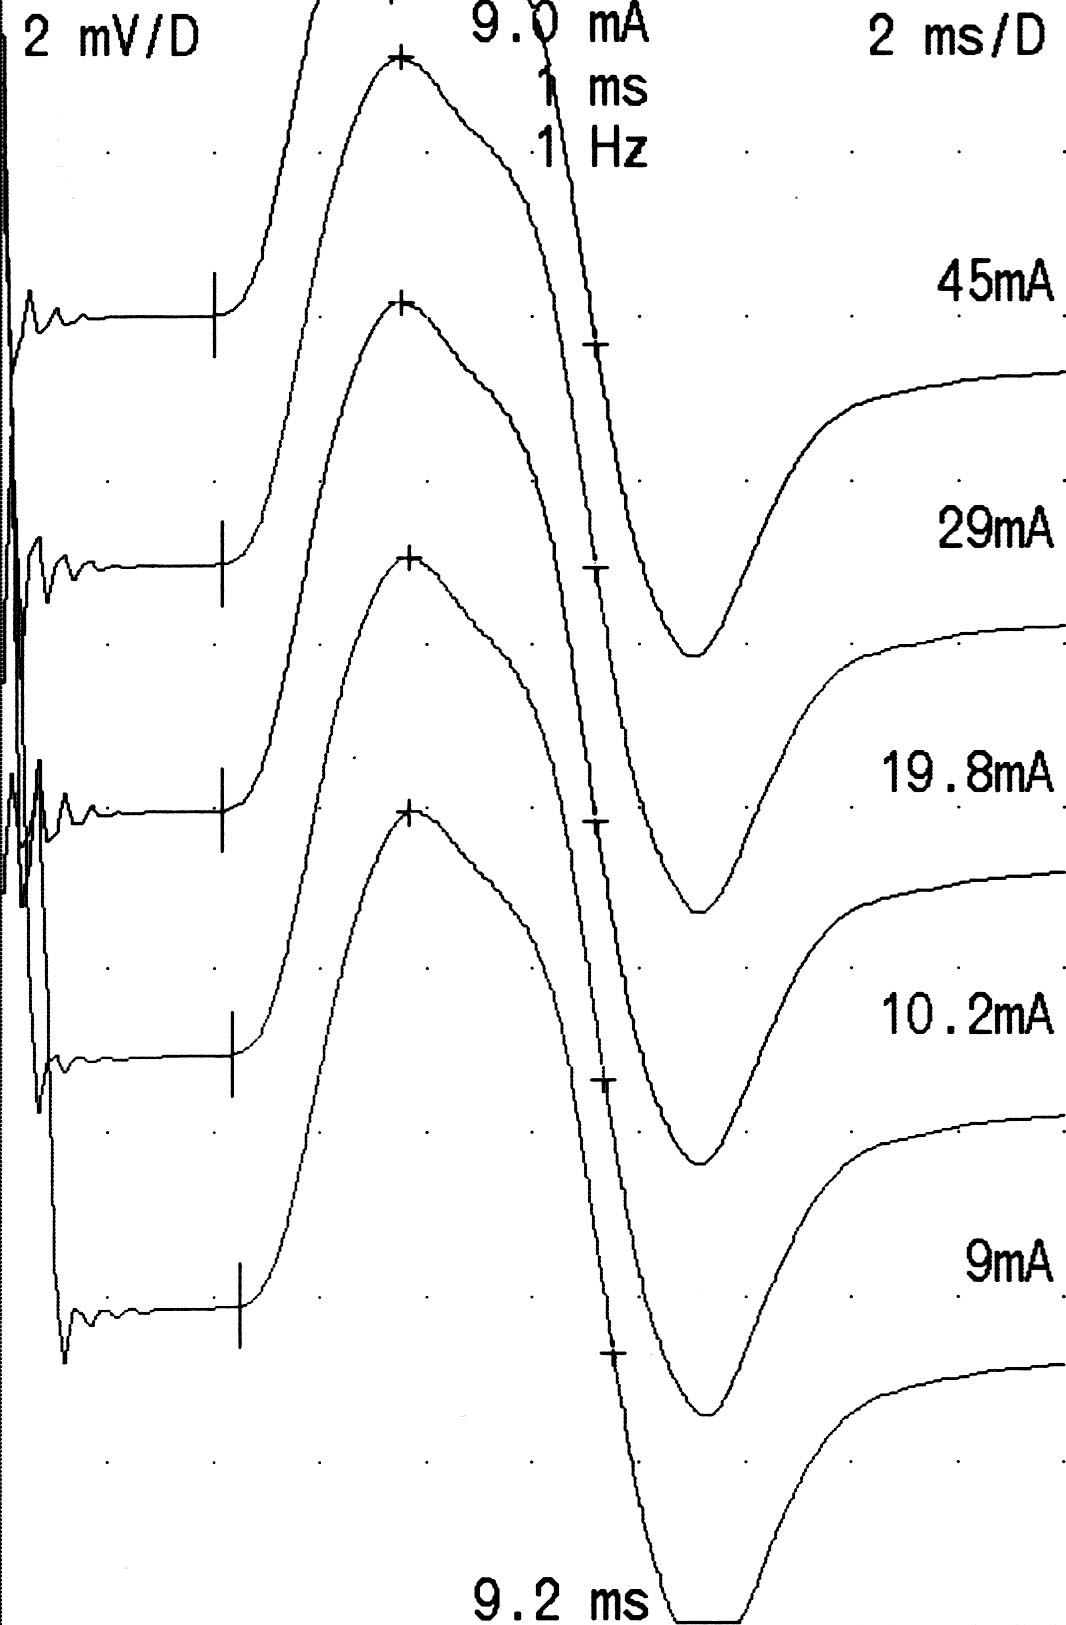 2 mV/D 9.0 mA 2 ms/D
1 ms
1 Hz
45mA
29mA
19.8mA
10.2mA
9mA
9.2 ms